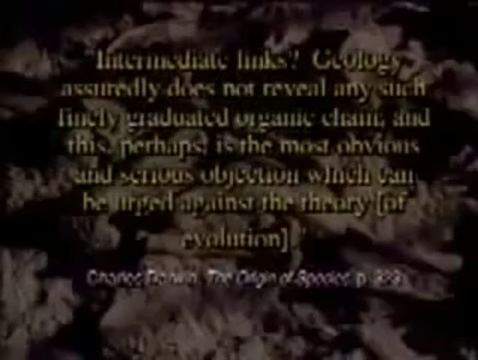 "Intermediate links? Geology
assuredly does not reveal any such
finely graduated organic chain, and
this, perhaps, is the most obvious
and serious objection which can
be urged against the theory [of
evolution]."
Charles Darwin, The Origin of Species, p.